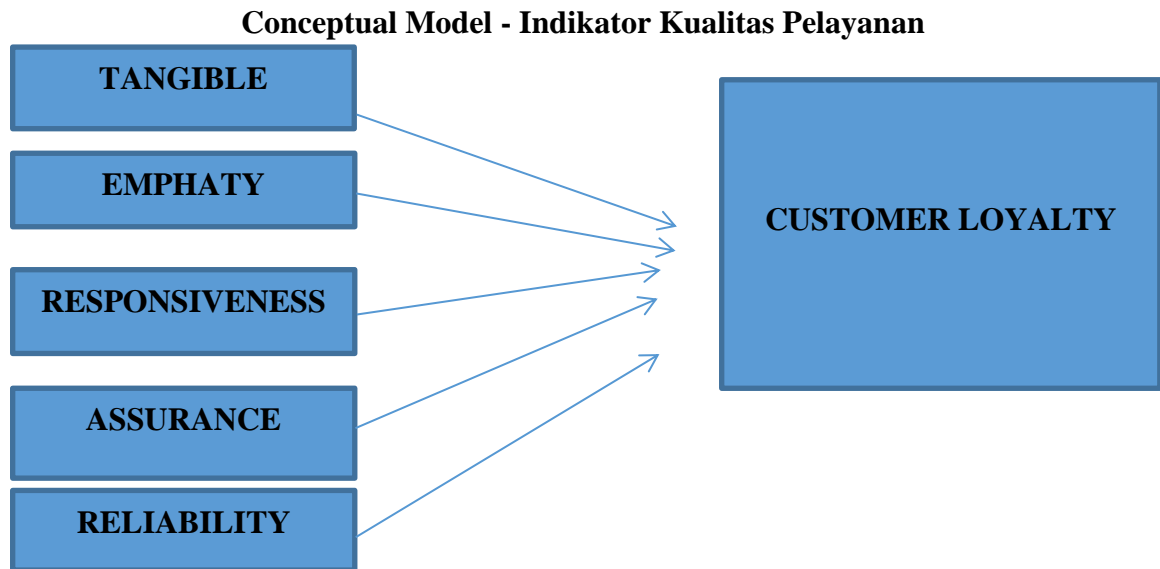 Conceptual Model - Indikator Kualitas Pelayanan
TANGIBLE
EMPHATY
RESPONSIVENESS
ASSURANCE
RELIABILITY
CUSTOMER LOYALTY